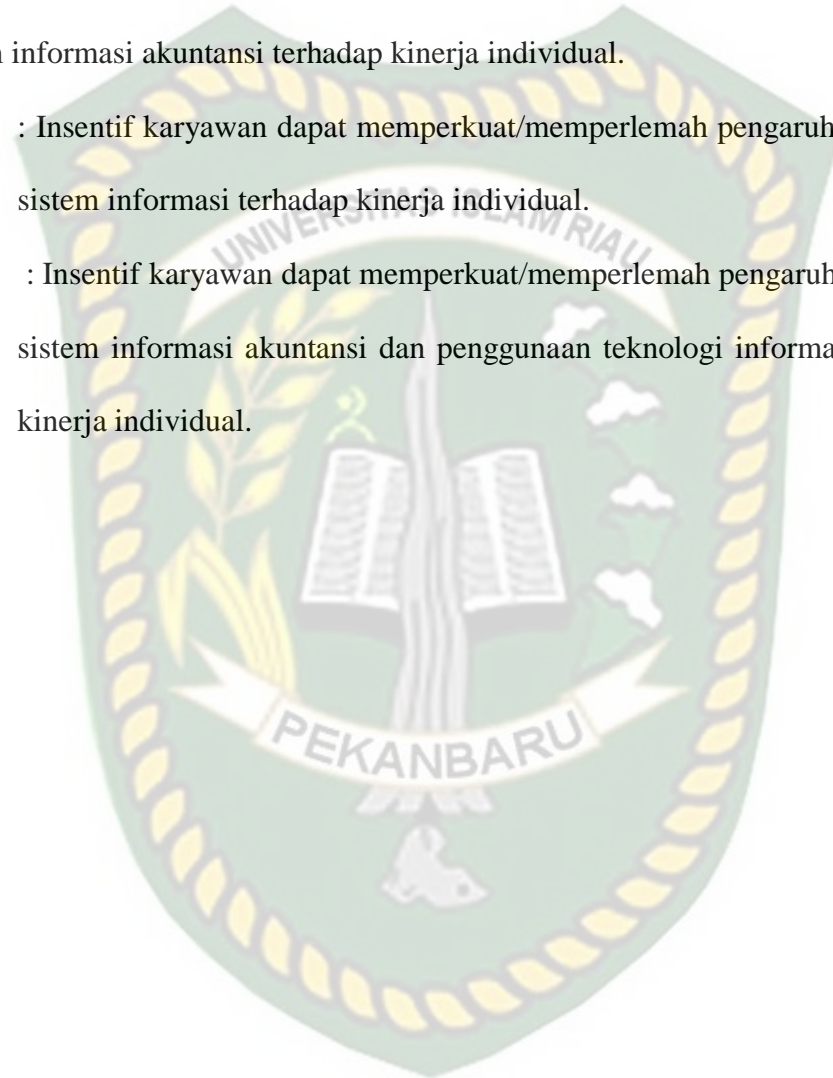 informasi akuntansi terhadap kinerja individual.
: Insentif karyawan dapat memperkuat/memperlemah pengaruh
sistem informasi terhadap kinerja individual.
UNIVERSITAS ISLAM RIAU
: Insentif karyawan dapat memperkuat/memperlemah pengaruh
sistem informasi akuntansi dan penggunaan teknologi informa
kinerja individual.
PEKANBARU